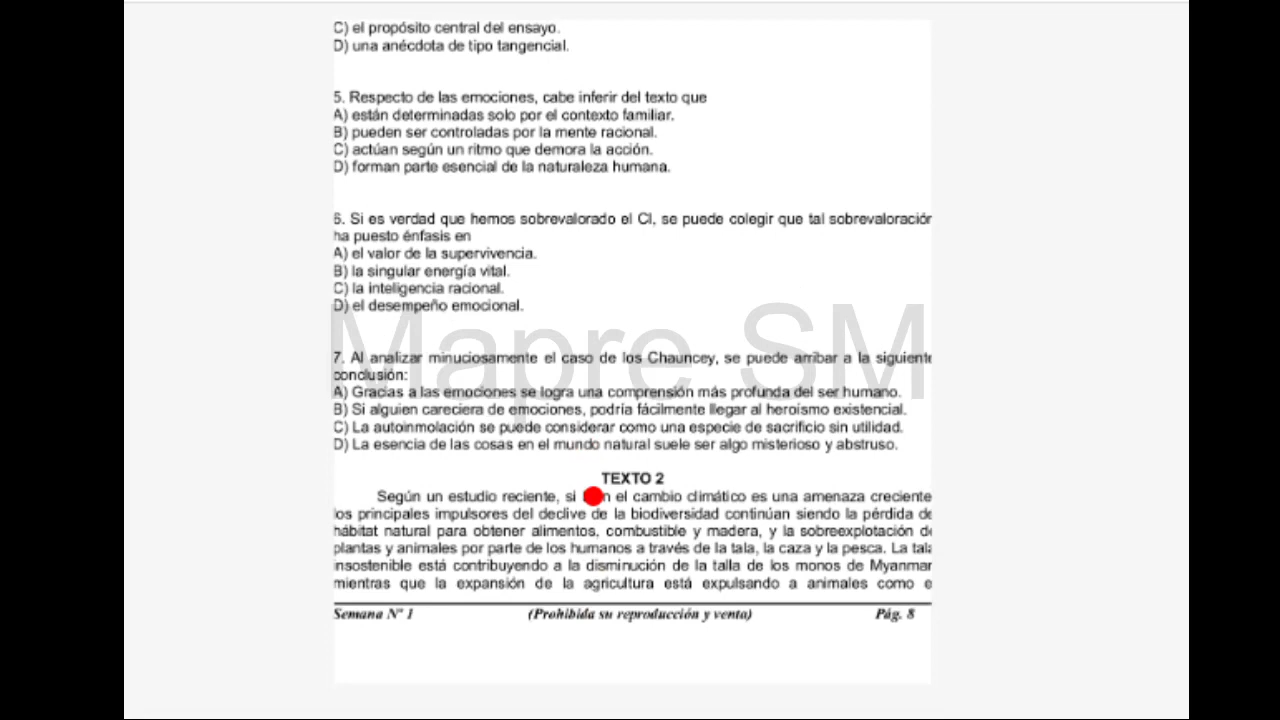 C) el propósito central del ensayo.
D) una anécdota de tipo tangencial.
5. Respecto de las emociones, cabe inferir del texto que
A) están determinadas solo por el contexto familiar.
B) pueden ser controladas por la mente racional.
C) actúan según un ritmo que demora la acción.
D) forman parte esencial de la naturaleza humana.
6. Si es verdad que hemos sobrevalorado el CI, se puede colegir que tal sobrevaloración
ha puesto énfasis en
A) el valor de la supervivencia.
B) la singular energía vital.
C) la inteligencia racional.
D) el desempeño emocional.
Mapre SM
7. Al analizar minuciosamente el caso de los Chauncey, se puede arribar a la siguiente
conclusión:
A) Gracias a las emociones se logra una comprensión más profunda del ser humano.
B) Si alguien careciera de emociones, podría fácilmente llegar al heroísmo existencial.
C) La autoinmolación se puede considerar como una especie de sacrificio sin utilidad.
D) La esencia de las cosas en el mundo natural suele ser algo misterioso y abstruso.
TEXTO 2
Según un estudio reciente, si el cambio climático es una amenaza creciente
los principales impulsores del declive de la biodiversidad continúan siendo la pérdida de
hábitat natural para obtener alimentos, combustible y madera, y la sobreexplotación de
plantas y animales por parte de los humanos a través de la tala, la caza y la pesca. La tala
insostenible está contribuyendo a la disminución de la talla de los monos de Myanmar
mientras que la expansión de la agricultura está expulsando a animales como e
Semana Nº 1 (Prohibida su reproducción y venta) Pág. 8